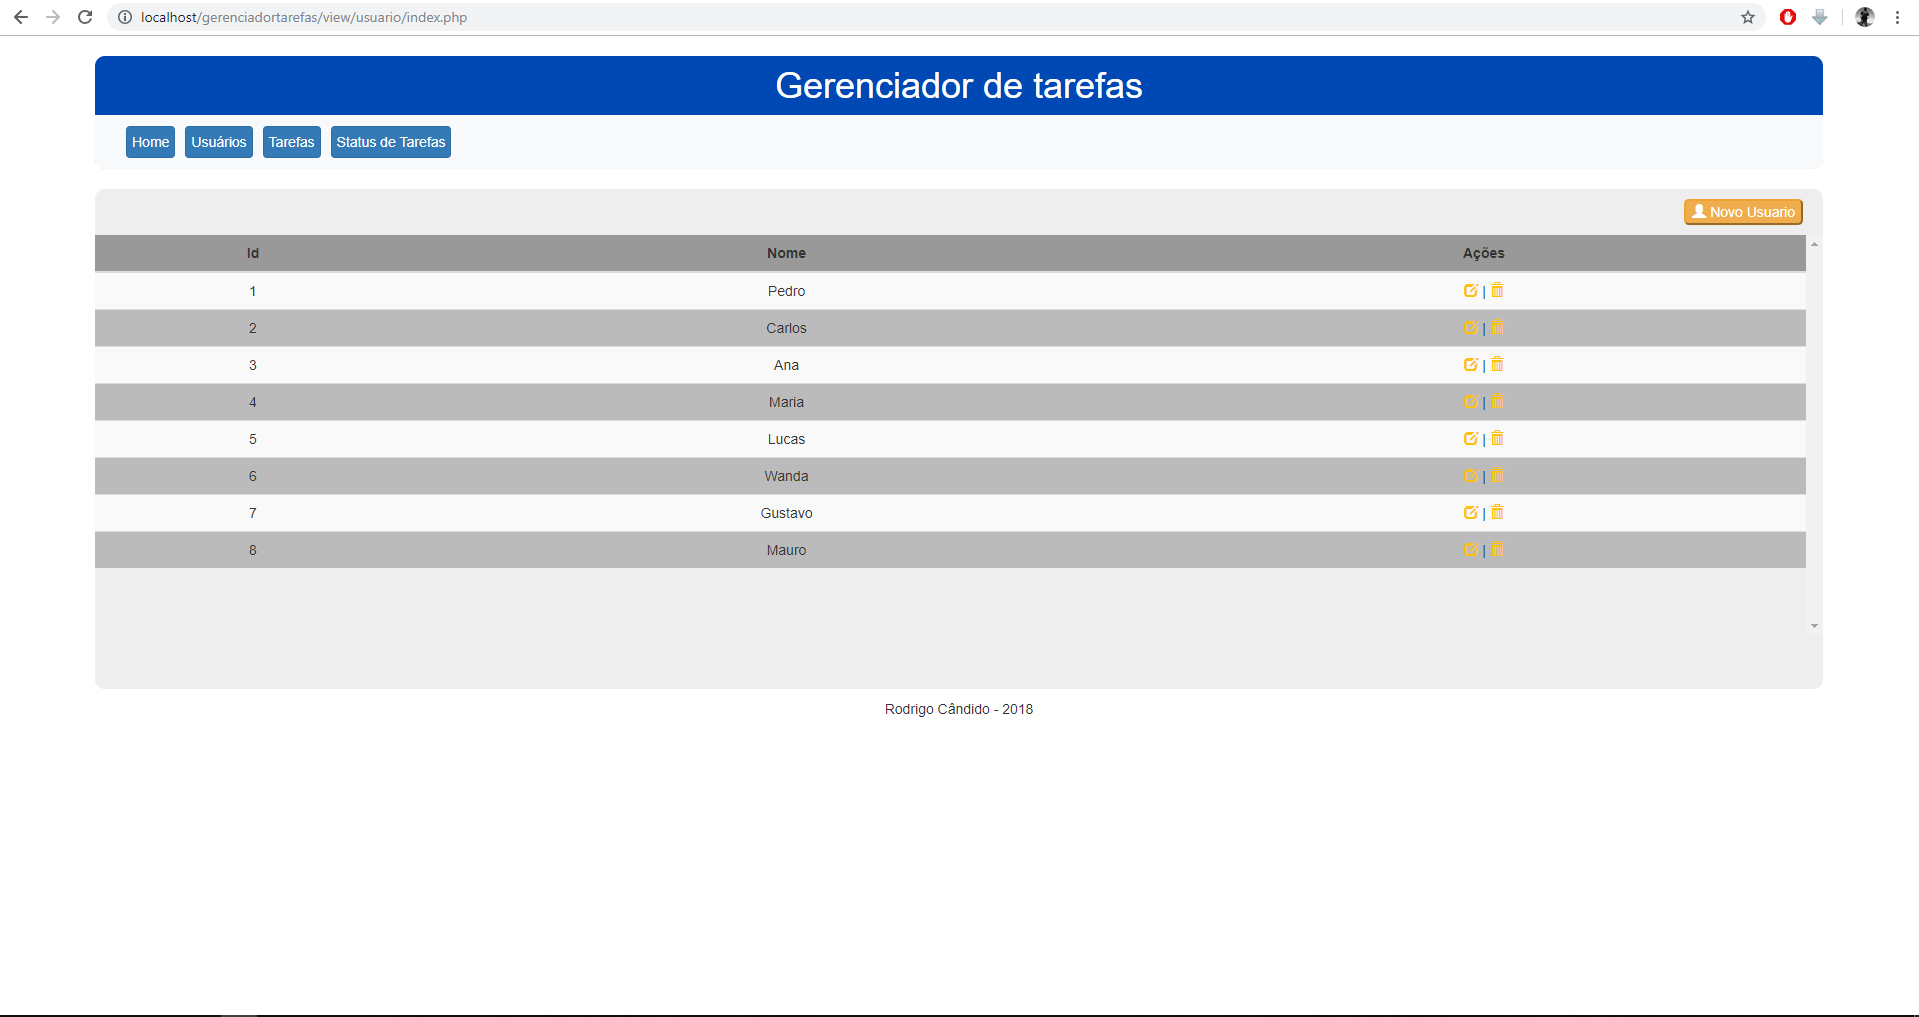 localhost/gerenciadortarefas/view/usuario/index.php
Gerenciador de tarefas
Home Usuários Tarefas Status de Tarefas
Novo Usuario
Id Nome Ações
1 Pedro |
2 Carlos |
3 Ana |
4 Maria |
5 Lucas |
6 Wanda |
7 Gustavo |
8 Mauro |
Rodrigo Cândido - 2018